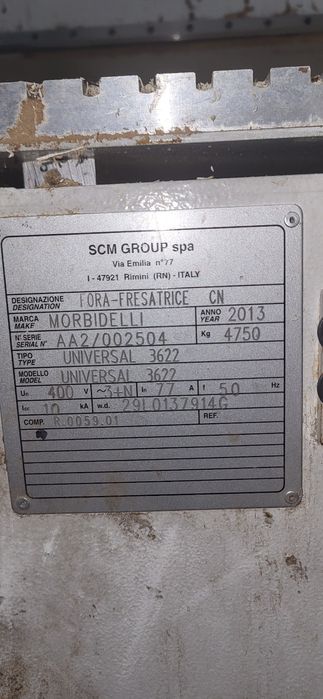 SCM GROUP spa
Via Emilia n°77
I - 47921 Rimini (RN) - ITALY
DESIGNAZIONE DESIGNATION FORA-FRESATRICE CN
MARCA MAKE MORBIDELLI ANNO YEAR 2013
N° SERIE SERIAL N° AA2/002504 Kg 4750
TIPO TYPE UNIVERSAL 3622
MODELLO MODEL UNIVERSAL 3622
Un 400 V ~3+N In 77 A f 50 Hz
Icc 10 kA w.d. 29L0137914G
COMP. R.0059.01 REF.